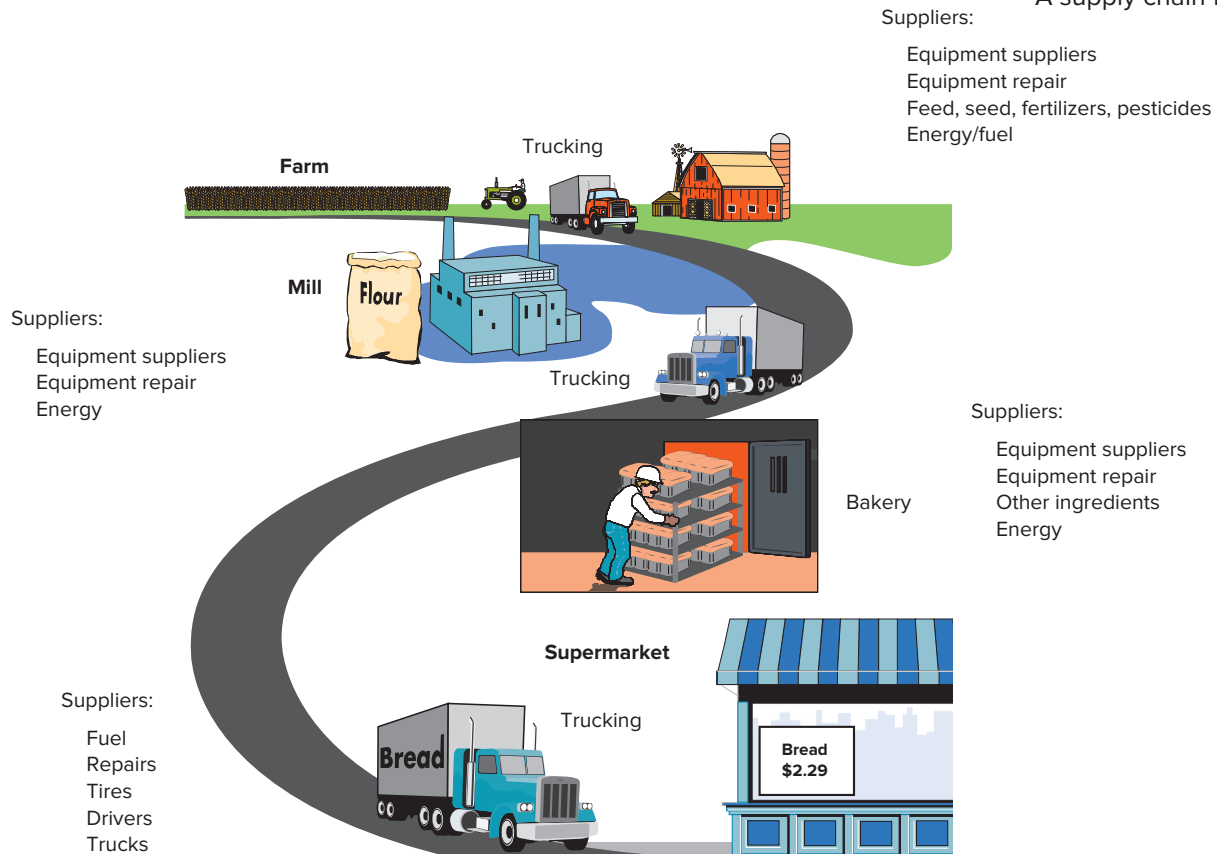 A supply chain
Suppliers:
Equipment suppliers
Equipment repair
Feed, seed, fertilizers, pesticides
Energy/fuel
Trucking
Farm
Mill
Flour
Suppliers:
Equipment suppliers
Equipment repair
Energy
Trucking
Suppliers:
Equipment suppliers
Equipment repair
Other ingredients
Energy
Bakery
Supermarket
Suppliers:
Fuel
Repairs
Tires
Drivers
Trucks
Trucking
Bread
Bread
$2.29